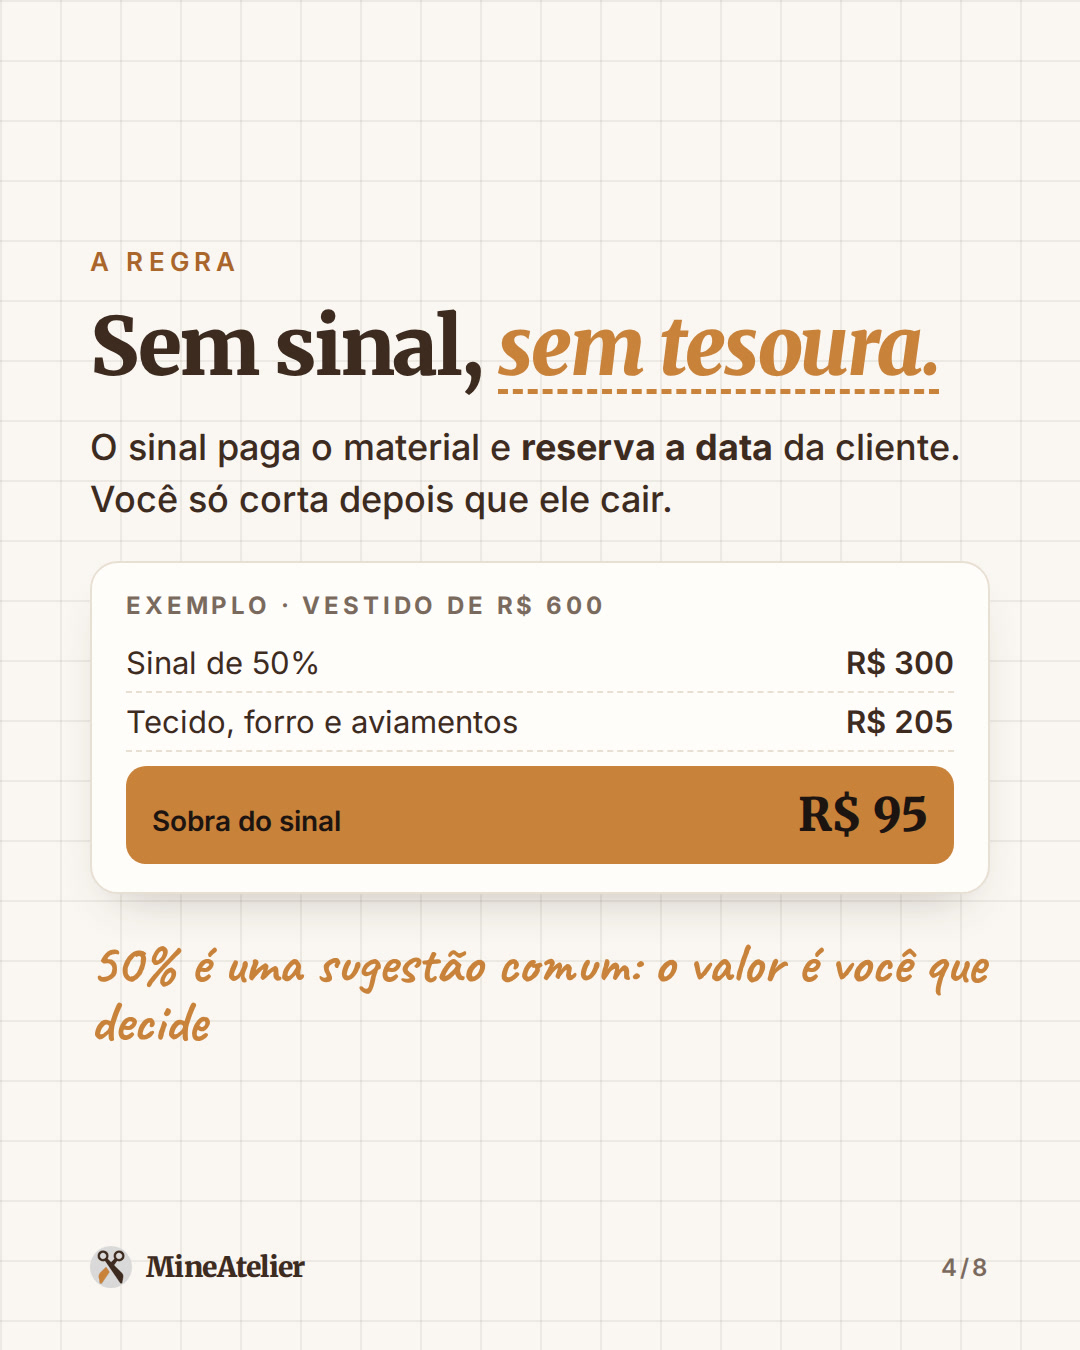 A REGRA
Sem sinal, sem tesoura.
O sinal paga o material e reserva a data da cliente.
Você só corta depois que ele cair.
EXEMPLO · VESTIDO DE R$ 600
Sinal de 50% R$ 300
Tecido, forro e aviamentos R$ 205
Sobra do sinal R$ 95
50% é uma sugestão comum: o valor é você que
decide
MineAtelier 4/8